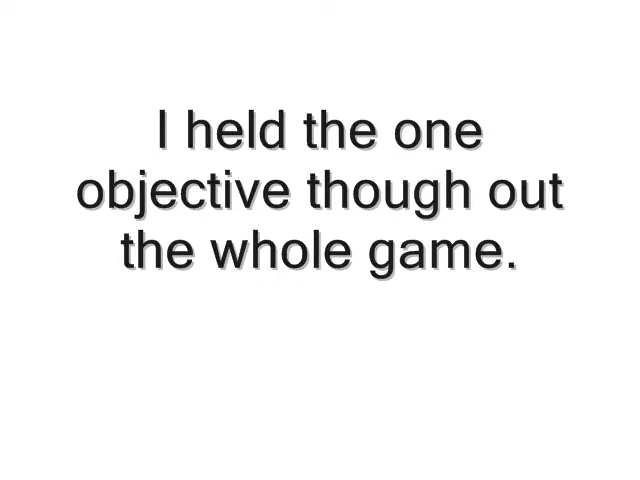 I held the one
objective though out
the whole game.